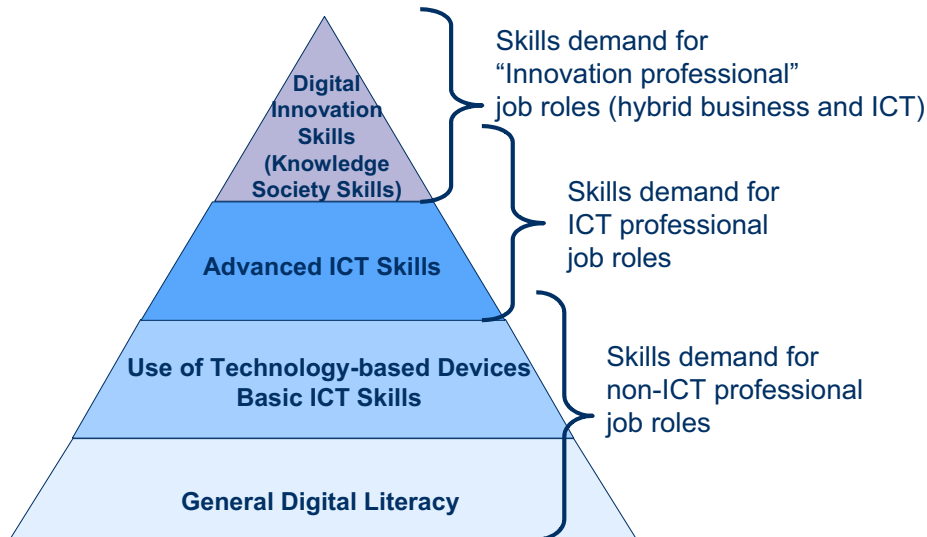 Digital
Innovation
Skills
(Knowledge
Society Skills)
Skills demand for
“Innovation professional”
job roles (hybrid business and ICT)
Advanced ICT Skills
Skills demand for
ICT professional
job roles
Use of Technology-based Devices
Basic ICT Skills
Skills demand for
non-ICT professional
job roles
General Digital Literacy